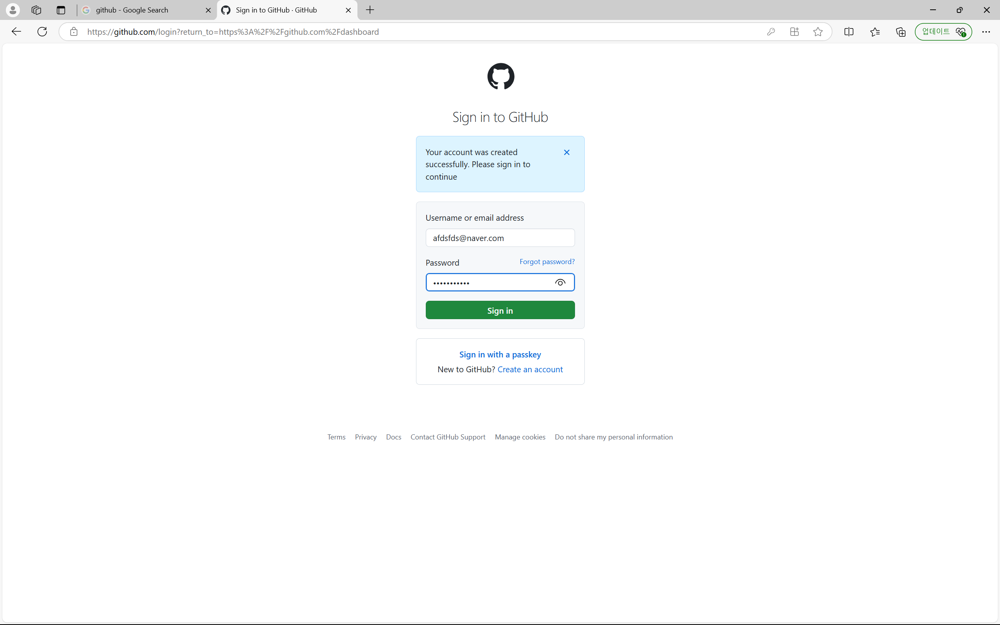 github - Google Search
Sign in to GitHub · GitHub
https://github.com/login?return_to=https%3A%2F%2Fgithub.com%2Fdashboard
업데이트
Sign in to GitHub
Your account was created
successfully. Please sign in to
continue
Username or email address
afdsfds@naver.com
Password
Forgot password?
•••••••••••
Sign in
Sign in with a passkey
New to GitHub? Create an account
Terms Privacy Docs Contact GitHub Support Manage cookies Do not share my personal information